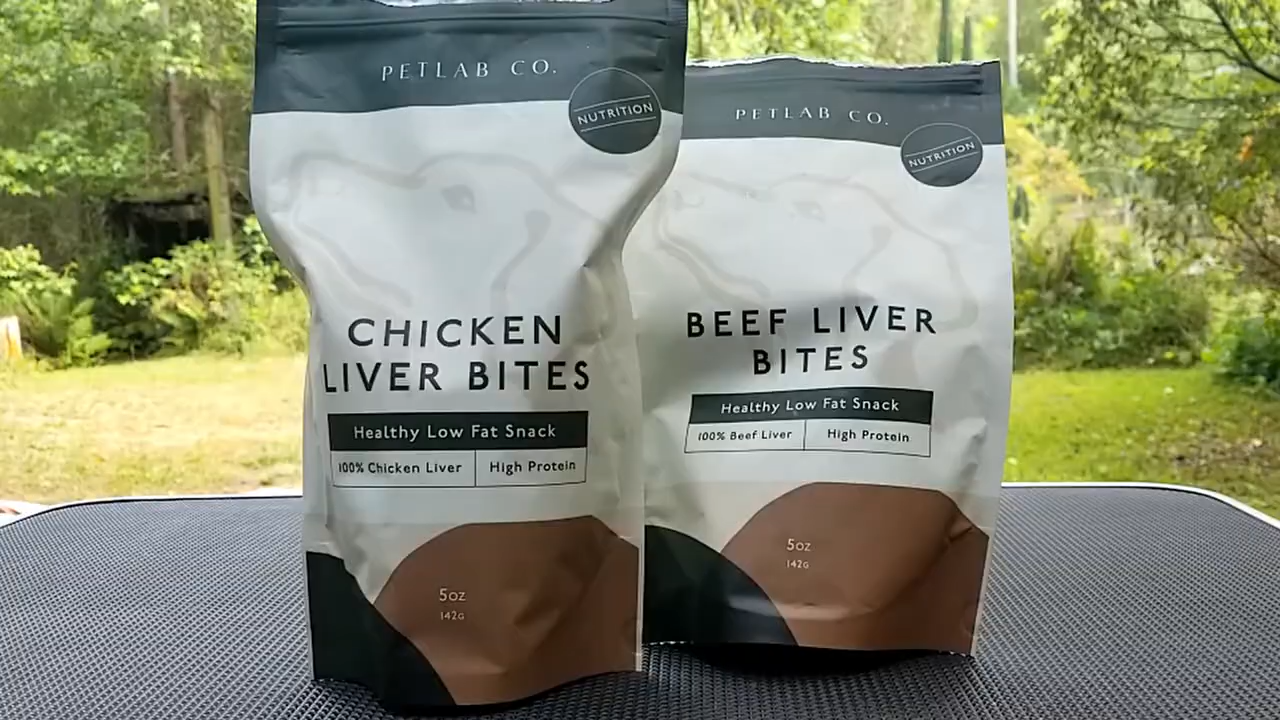 PETLAB CO.
NUTRITION
CHICKEN
LIVER BITES
Healthy Low Fat Snack
100% Chicken Liver
High Protein
5oz
142G
PETLAB CO.
NUTRITION
BEEF LIVER
BITES
Healthy Low Fat Snack
100% Beef Liver
High Protein
5oz
142G